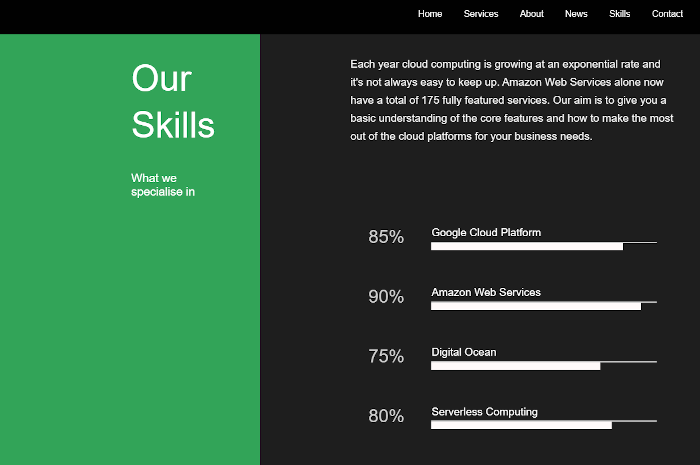 Home Services About News Skills Contact
Our
Skills
What we
specialise in
Each year cloud computing is growing at an exponential rate and
it's not always easy to keep up. Amazon Web Services alone now
have a total of 175 fully featured services. Our aim is to give you a
basic understanding of the core features and how to make the most
out of the cloud platforms for your business needs.
85% Google Cloud Platform
90% Amazon Web Services
75% Digital Ocean
80% Serverless Computing